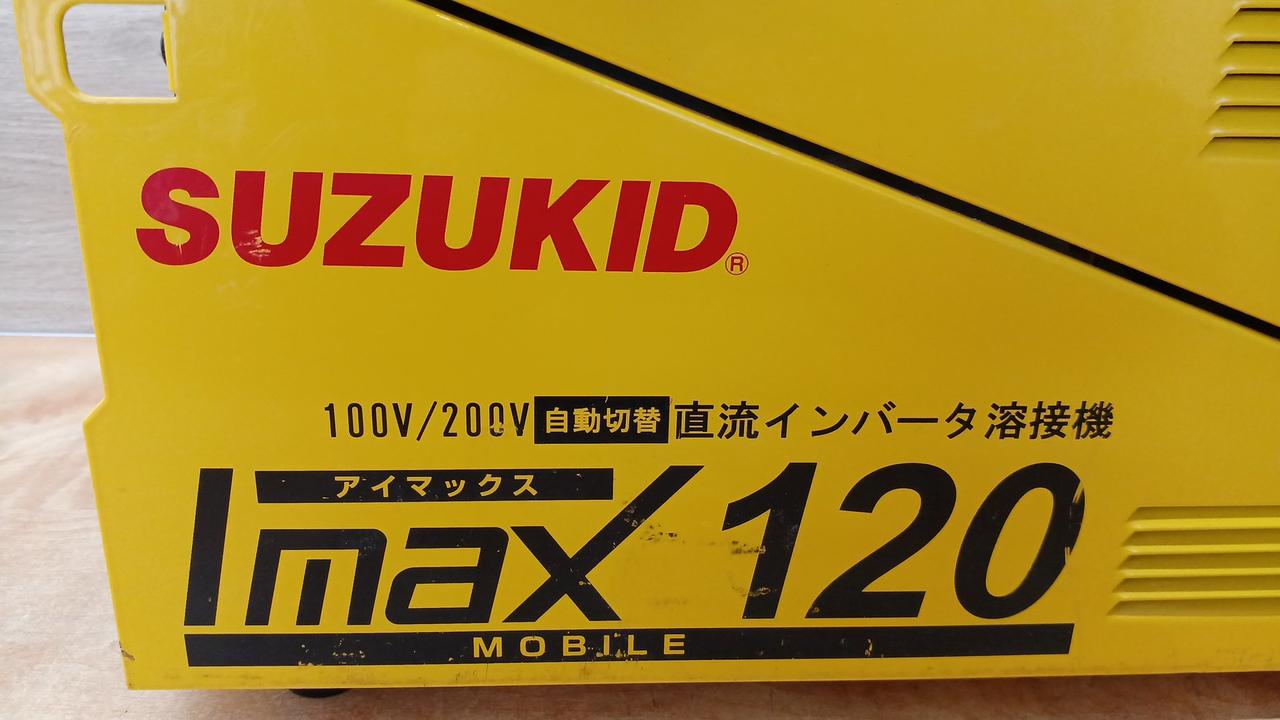 SUZUKID®
100V/200V 自動切替 直流インバータ溶接機
アイマックス
Imax 120
MOBILE